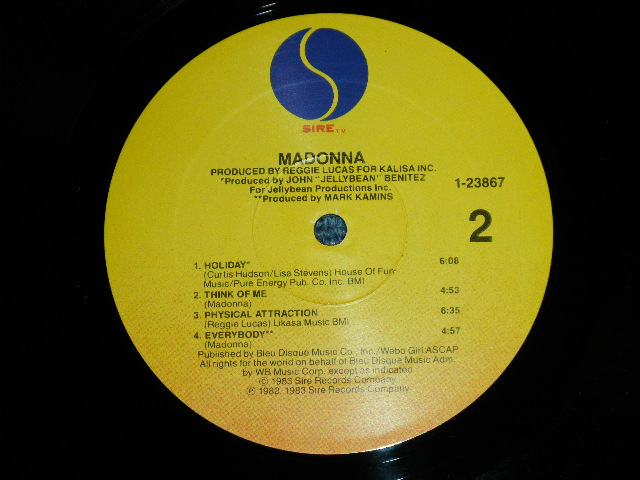 SIRE TM
MADONNA
PRODUCED BY REGGIE LUCAS FOR KALISA INC.
*Produced by JOHN "JELLYBEAN" BENITEZ
For Jellybean Productions Inc.
**Produced by MARK KAMINS
1-23867
2
1. HOLIDAY* 6:08
(Curtis Hudson/Lisa Stevens) House Of Fun
Music/Pure Energy Pub. Co. Inc. BMI
2. THINK OF ME 4:53
(Madonna)
3. PHYSICAL ATTRACTION 6:35
(Reggie Lucas) Likasa Music BMI
4. EVERYBODY** 4:57
(Madonna)
Published by Bleu Disque Music Co., Inc./Webo Girl ASCAP
All rights for the world on behalf of Bleu Disque Music Adm.
by WB Music Corp. except as indicated
© 1983 Sire Records Company
℗ 1982, 1983 Sire Records Company